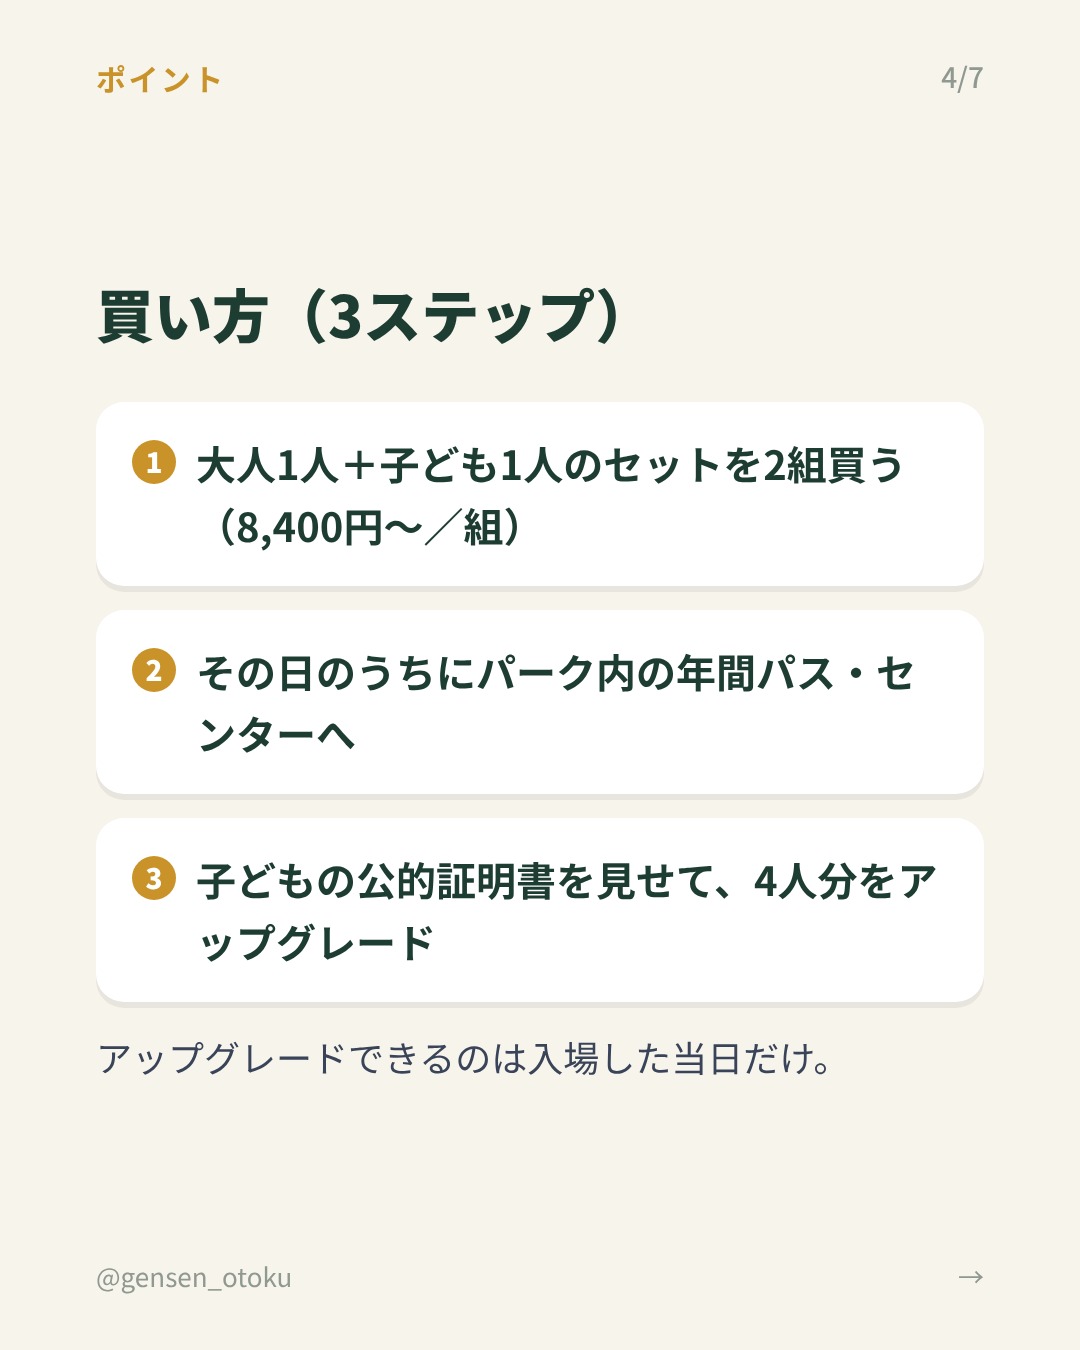 ポイント
4/7
買い方（3ステップ）
1 大人1人＋子ども1人のセットを2組買う
（8,400円〜／組）
2 その日のうちにパーク内の年間パス・セ
ンターへ
3 子どもの公的証明書を見せて、4人分をア
ップグレード
アップグレードできるのは入場した当日だけ。
@gensen_otoku
→